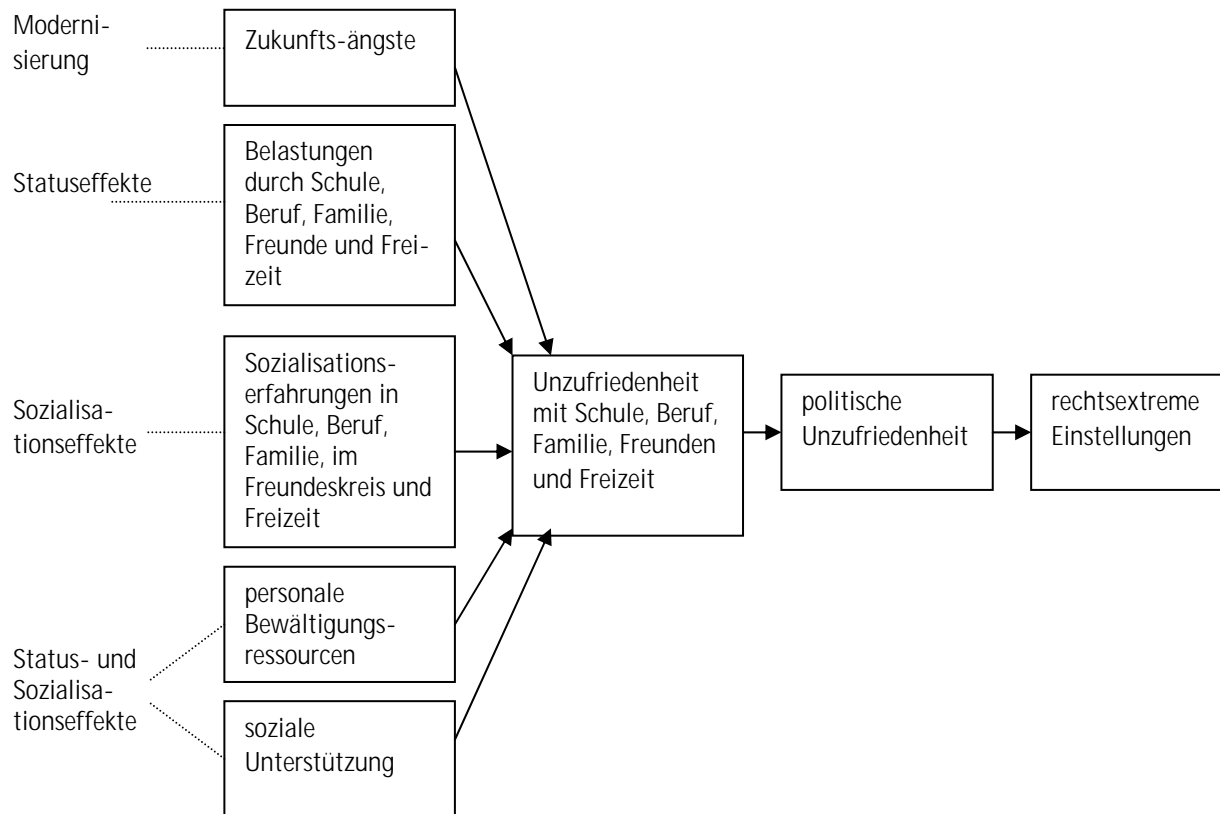 Moderni-
sierung
Zukunfts-ängste
Statuseffekte
Belastungen
durch Schule,
Beruf, Familie,
Freunde und Frei-
zeit
Sozialisa-
tionseffekte
Sozialisations-
erfahrungen in
Schule, Beruf,
Familie, im
Freundeskreis und
Freizeit
Status- und
Sozialisa-
tionseffekte
personale
Bewältigungs-
ressourcen
soziale
Unterstützung
Unzufriedenheit
mit Schule, Beruf,
Familie, Freunden
und Freizeit
politische
Unzufriedenheit
rechtsextreme
Einstellungen